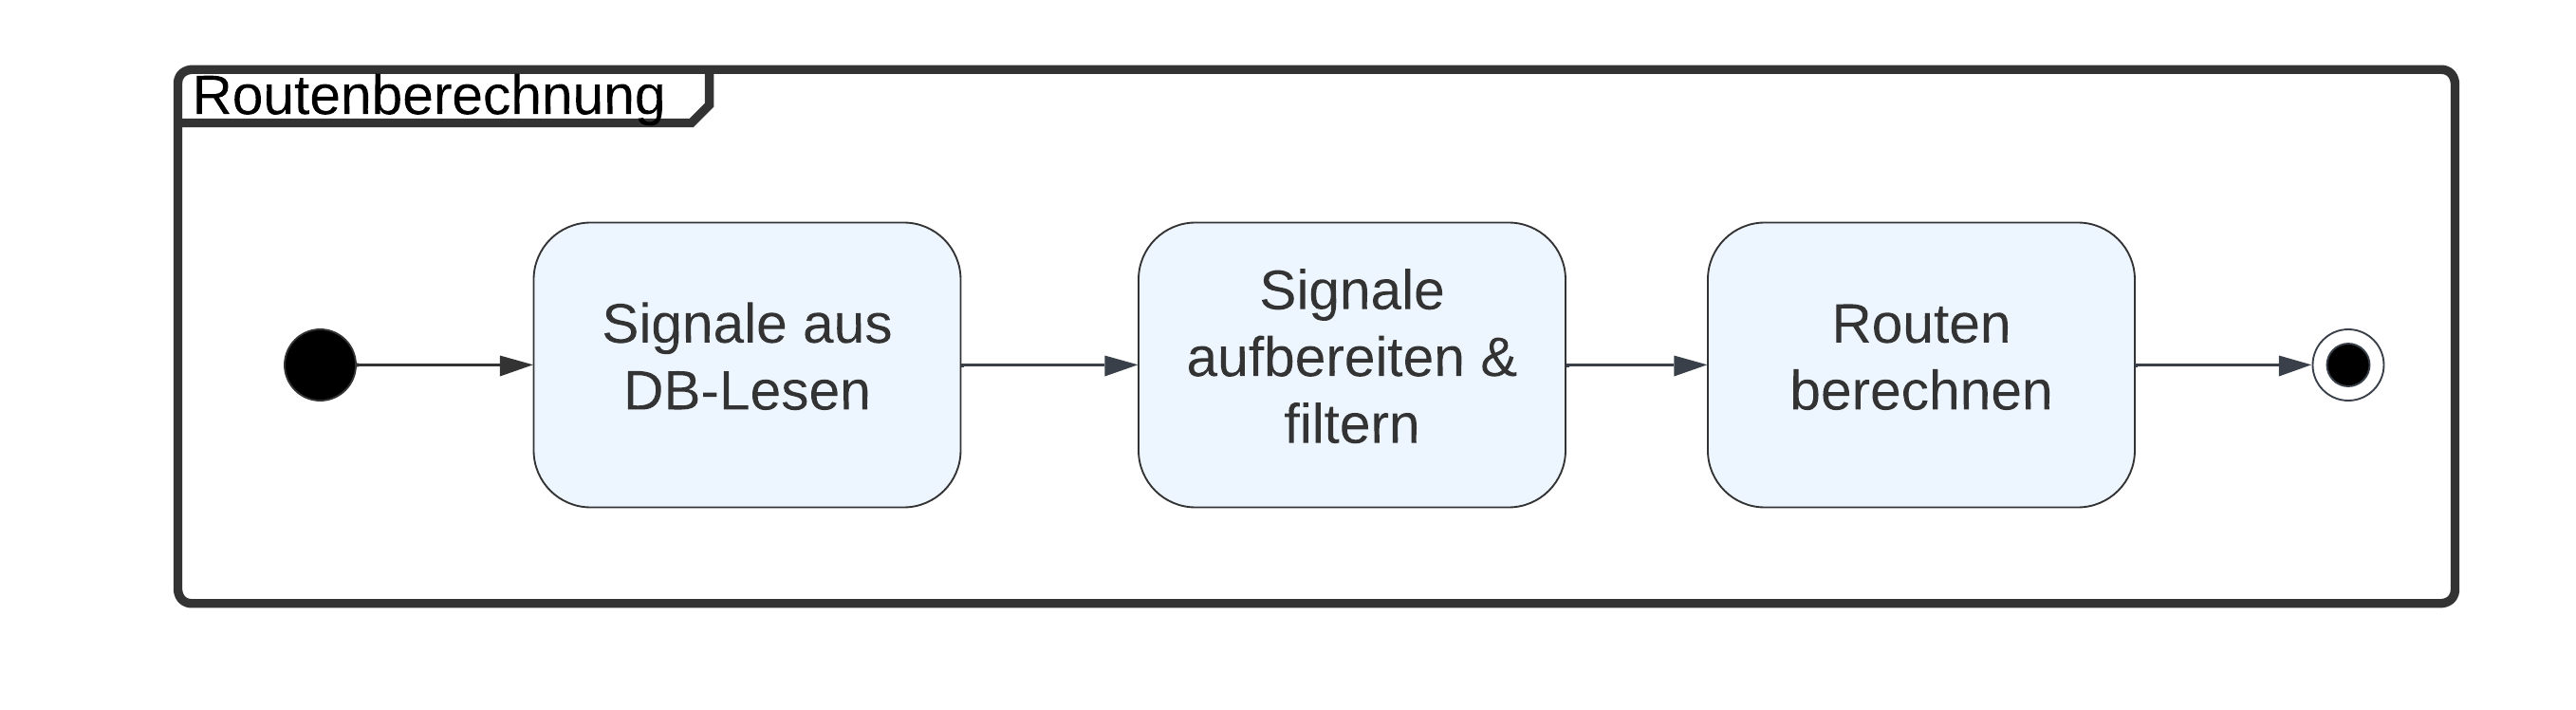 Routenberechnung
Signale aus
DB-Lesen
Signale
aufbereiten &
filtern
Routen
berechnen